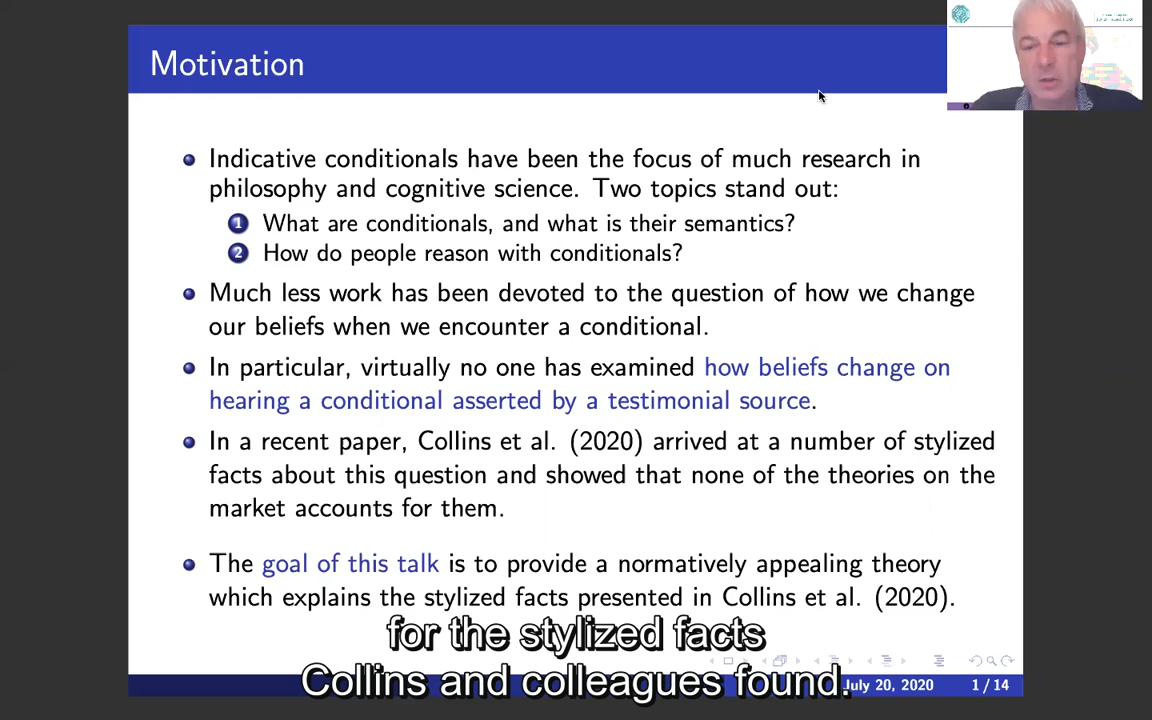 Motivation
Indicative conditionals have been the focus of much research in
philosophy and cognitive science. Two topics stand out:
1 What are conditionals, and what is their semantics?
2 How do people reason with conditionals?
Much less work has been devoted to the question of how we change
our beliefs when we encounter a conditional.
In particular, virtually no one has examined how beliefs change on
hearing a conditional asserted by a testimonial source.
In a recent paper, Collins et al. (2020) arrived at a number of stylized
facts about this question and showed that none of the theories on the
market accounts for them.
The goal of this talk is to provide a normatively appealing theory
which explains the stylized facts presented in Collins et al. (2020).
for the stylized facts
Collins and colleagues found.
July 20, 2020 1 / 14